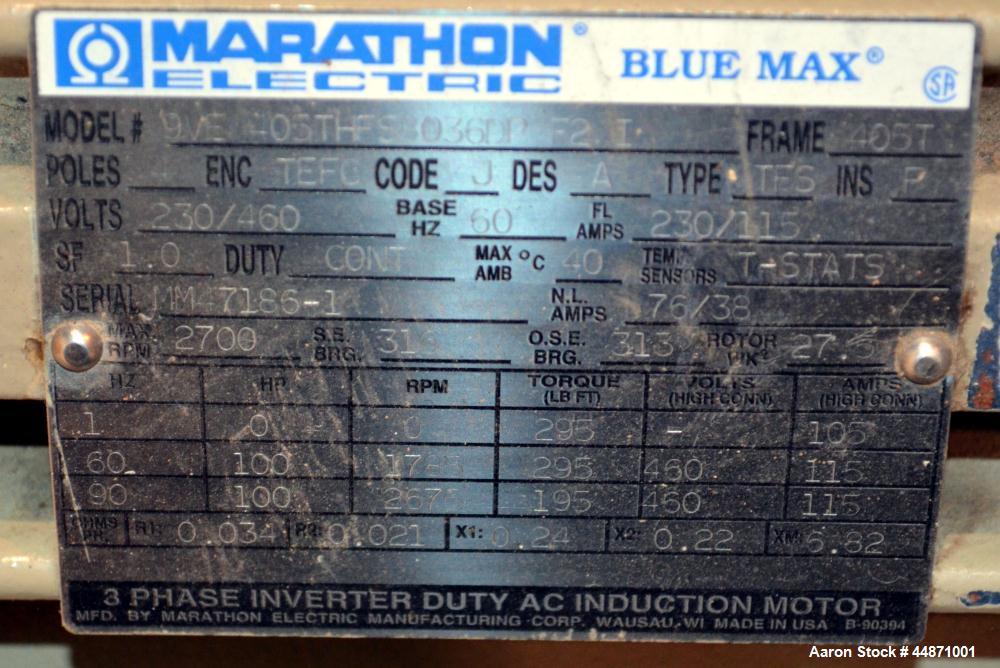 MARATHON ® BLUE MAX ®
ELECTRIC SA
MODEL # FRAME 405T
POLES 4 ENC TEFC CODE J DES A TYPE TFS INS
VOLTS 230/460 BASE HZ 60 FL AMPS 230/115
SF 1.0 DUTY CONT MAX AMB °C 40 TEMP SENSORS T-STATS
SERIAL MM47186-1 N.L. AMPS 76/38
MAX RPM 2700 S.E. BRG. O.S.E. BRG. 313 ROTOR WK²
HZ HP RPM TORQUE (LB FT) VOLTS (HIGH CONN) AMPS (HIGH CONN)
1 0 0 295 - 105
60 100 295 460 115
90 100 195 460 115
OHMS R1: 0.034 R2: 0.021 X1: 0.24 X2: 0.22 XM: 6.82
3 PHASE INVERTER DUTY AC INDUCTION MOTOR
MFD. BY MARATHON ELECTRIC MANUFACTURING CORP. WAUSAU, WI MADE IN USA B-90394
Aaron Stock # 44871001